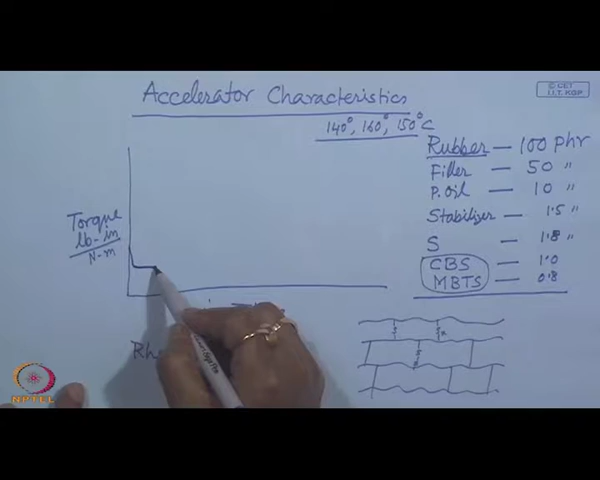 © CET
I.I.T. KGP
Accelerator Characteristics
140°, 160°, 150°C
Rubber — 100 phr
Filler — 50 "
P. Oil — 10 "
Stabilizer — 1.5 "
S — 1.8 "
CBS — 1.0
MBTS — 0.8
Torque
lb-in
N-m
Rh
NPTEL